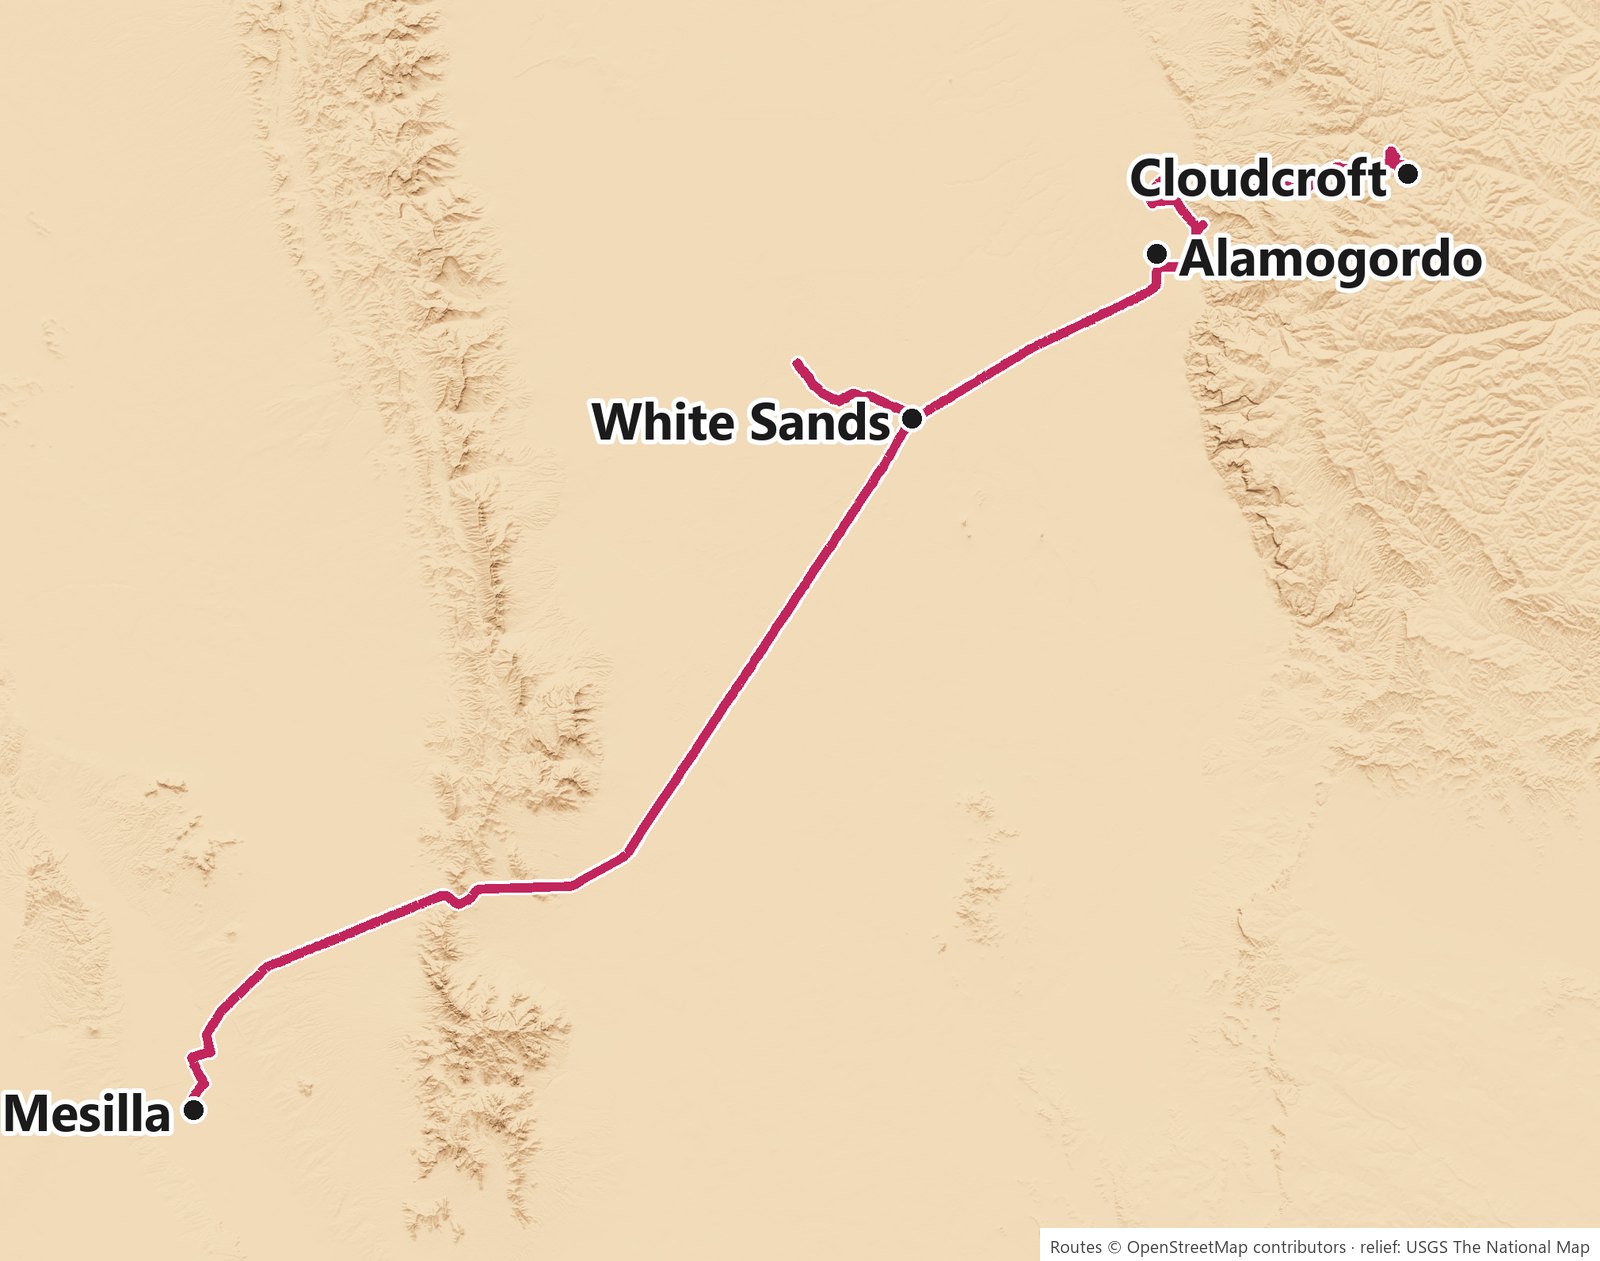 Cloudcroft
Alamogordo
White Sands
Mesilla
Routes © OpenStreetMap contributors · relief: USGS The National Map